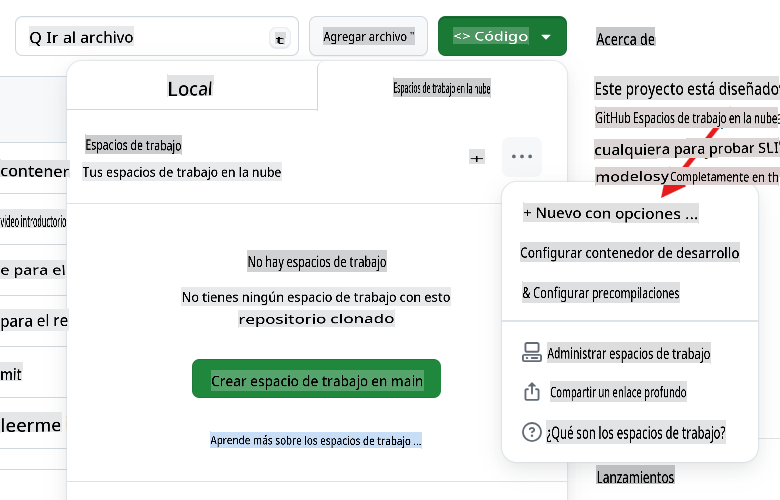 Q Ir al archivo
t
Agregar archivo
<> Código
Acerca de
Local
Espacios de trabajo en la nube
Este proyecto está diseñado
GitHub Espacios de trabajo en la nube
cualquiera para probar SLI
modelosyCompletamente en th
Espacios de trabajo
Tus espacios de trabajo en la nube
+
...
contener
video introductorio
e para el
para el re
mit
leerme
+ Nuevo con opciones ...
Configurar contenedor de desarrollo
& Configurar precompilaciones
Administrar espacios de trabajo
Compartir un enlace profundo
¿Qué son los espacios de trabajo?
No hay espacios de trabajo
No tienes ningún espacio de trabajo con esto
repositorio clonado
Crear espacio de trabajo en main
Aprende más sobre los espacios de trabajo ...
Lanzamientos